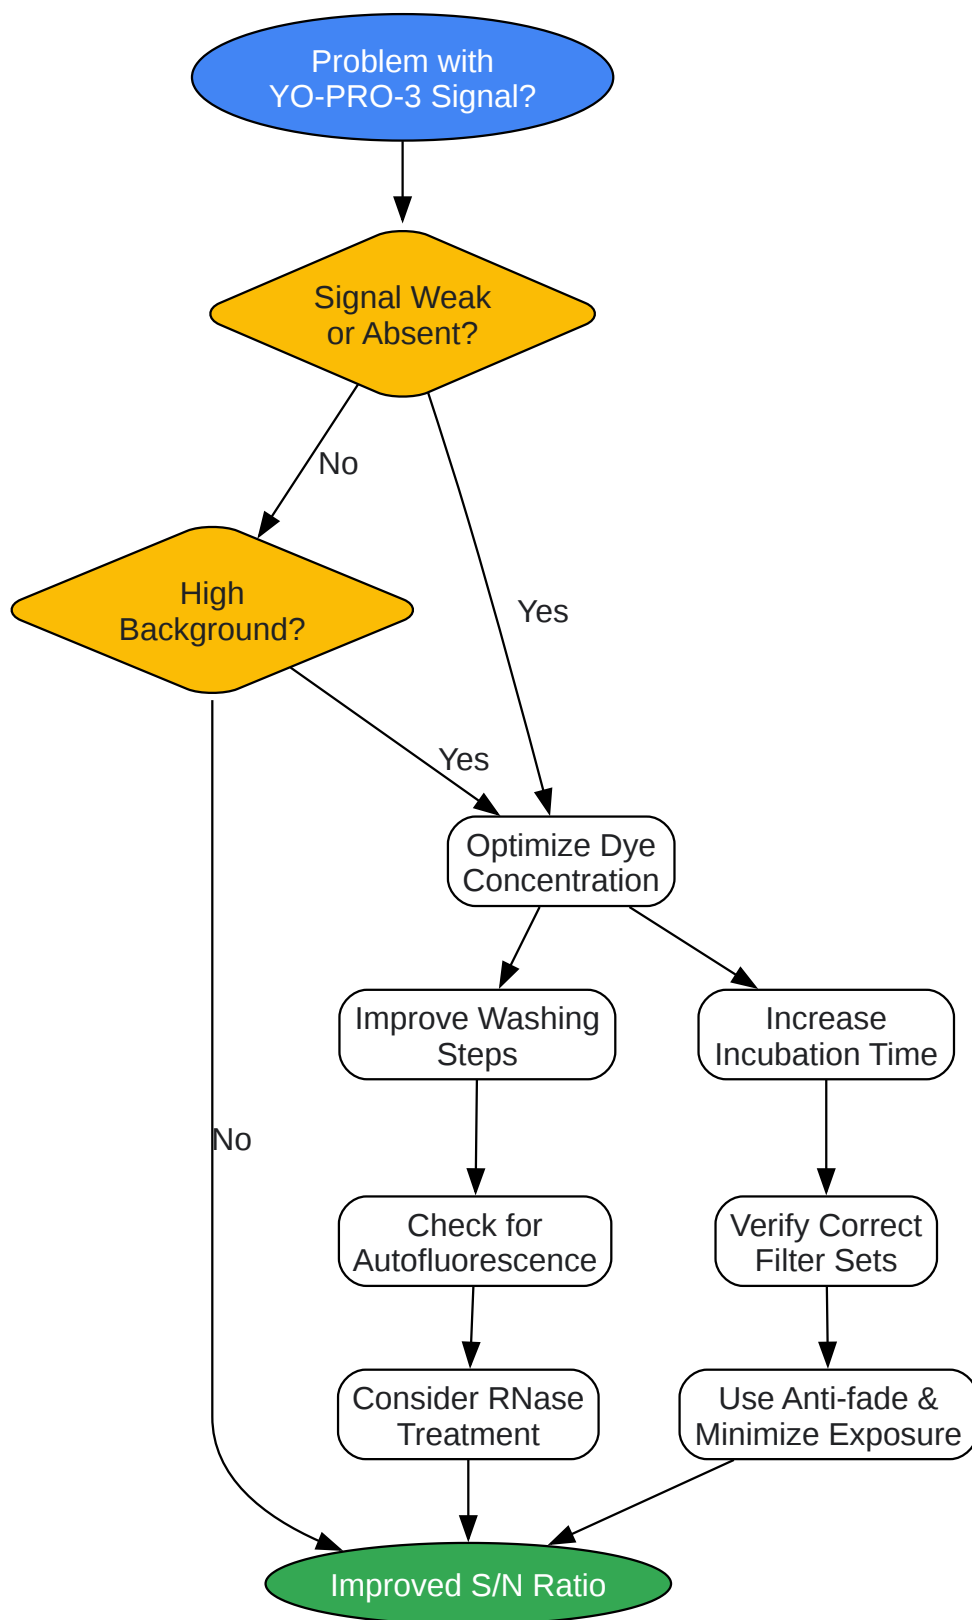 Problem with
YO-PRO-3 Signal?
Signal Weak
or Absent?
No
High
Background?
Yes
Yes
Optimize Dye
Concentration
Improve Washing
Steps
Increase
Incubation Time
No
Check for
Autofluorescence
Verify Correct
Filter Sets
Consider RNase
Treatment
Use Anti-fade &
Minimize Exposure
Improved S/N Ratio